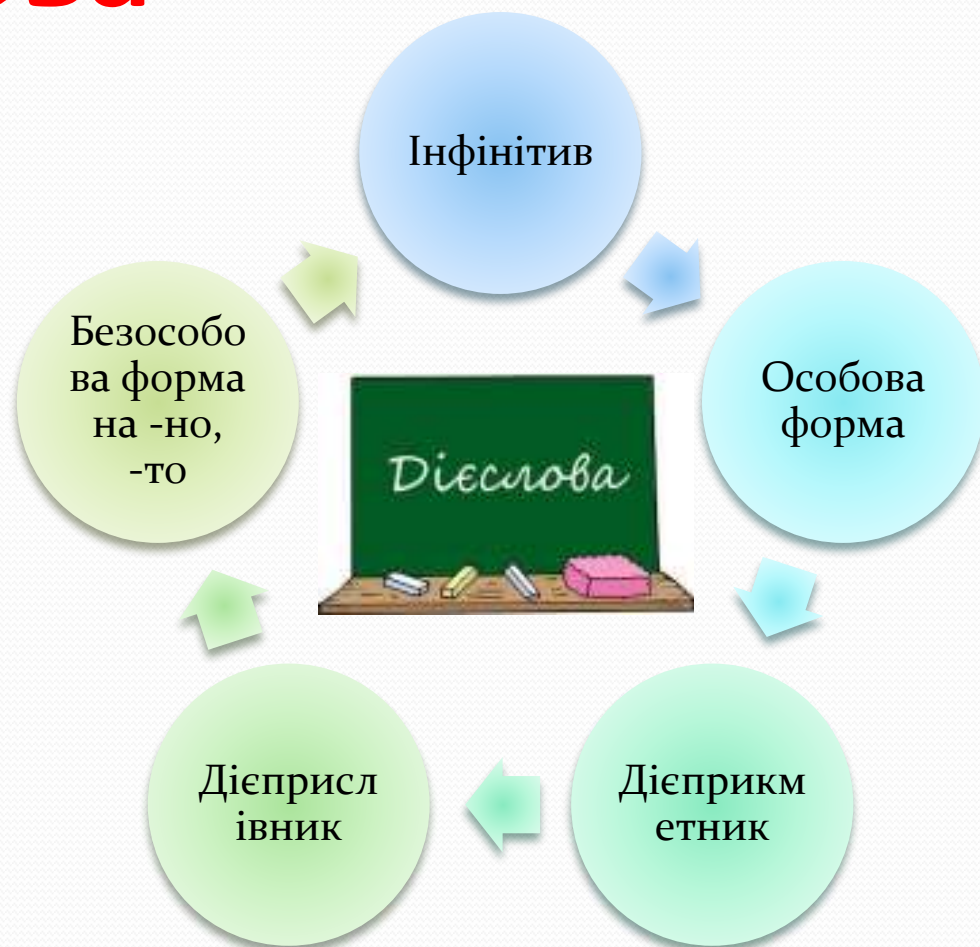 Інфінітив
Особова
форма
Дієприкм
етник
Дієприсл
івник
Безособо
ва форма
на -но,
-то
Дієслова